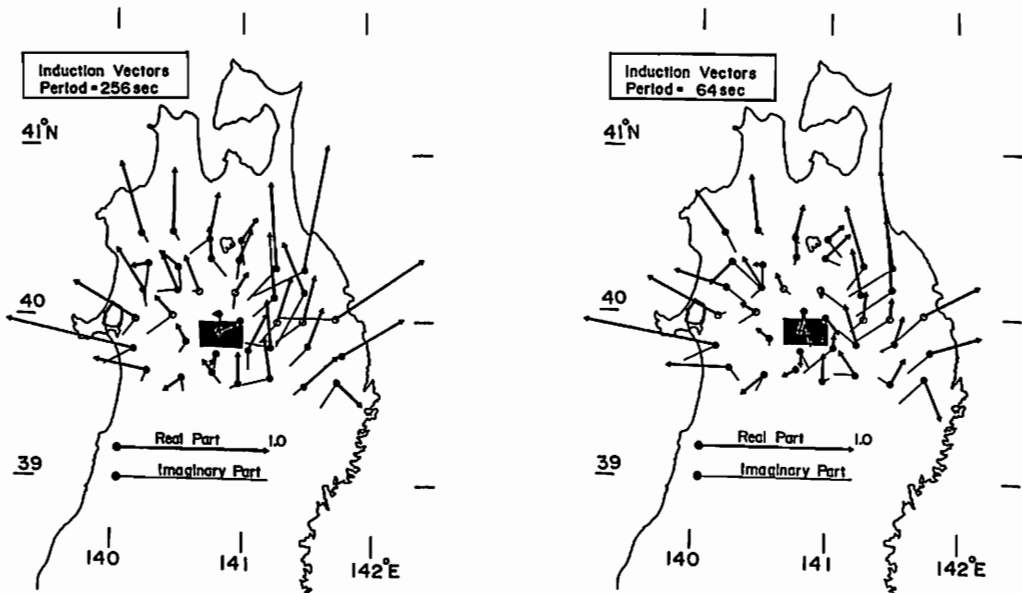 Induction Vectors
Period = 256 sec
41°N
40
39
Real Part 1.0
Imaginary Part
140
141
142°E
Induction Vectors
Period = 64 sec
41°N
40
39
Real Part 1.0
Imaginary Part
140
141
142°E